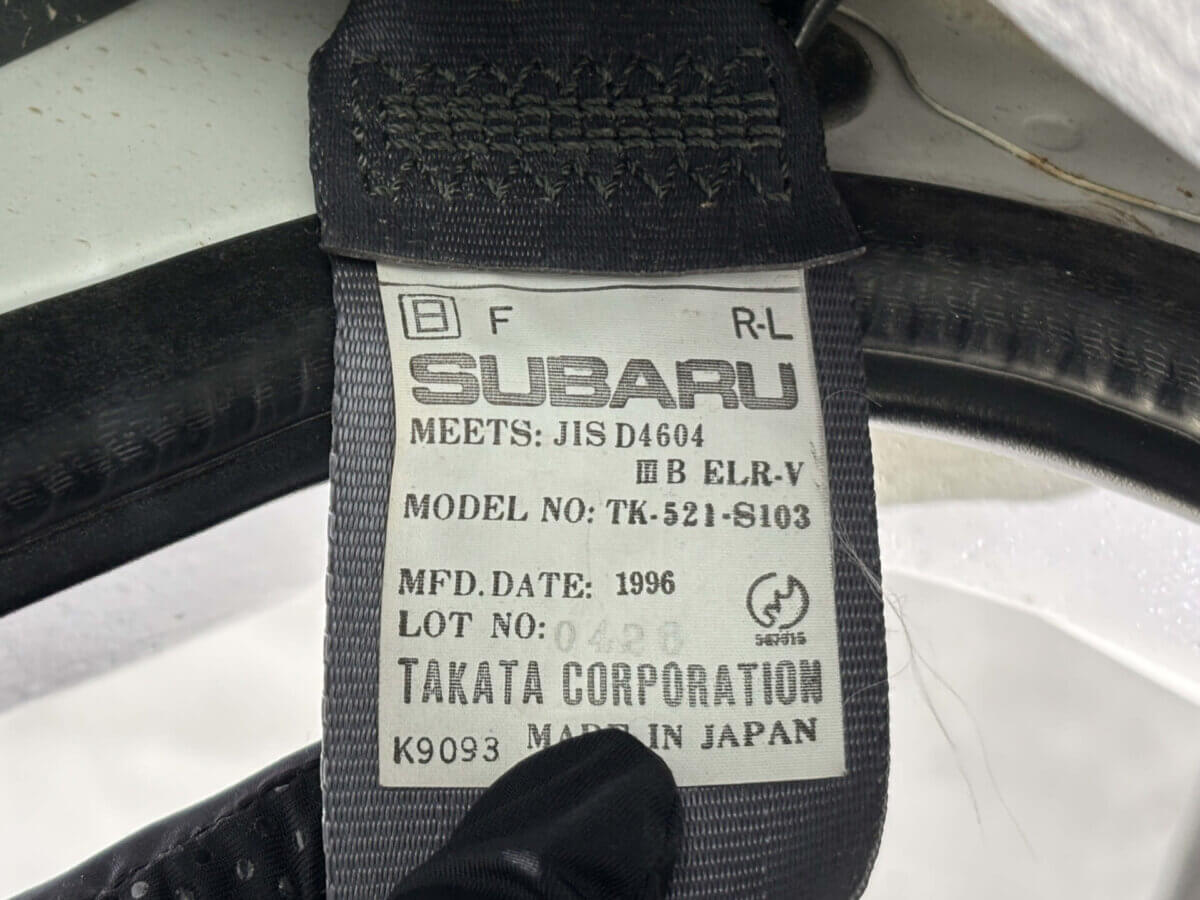 日 F R-L
SUBARU
MEETS: JIS D4604
ⅢB ELR-V
MODEL NO: TK-521-S103
MFD. DATE: 1996
LOT NO:
TAKATA CORPORATION
K9093 MADE IN JAPAN